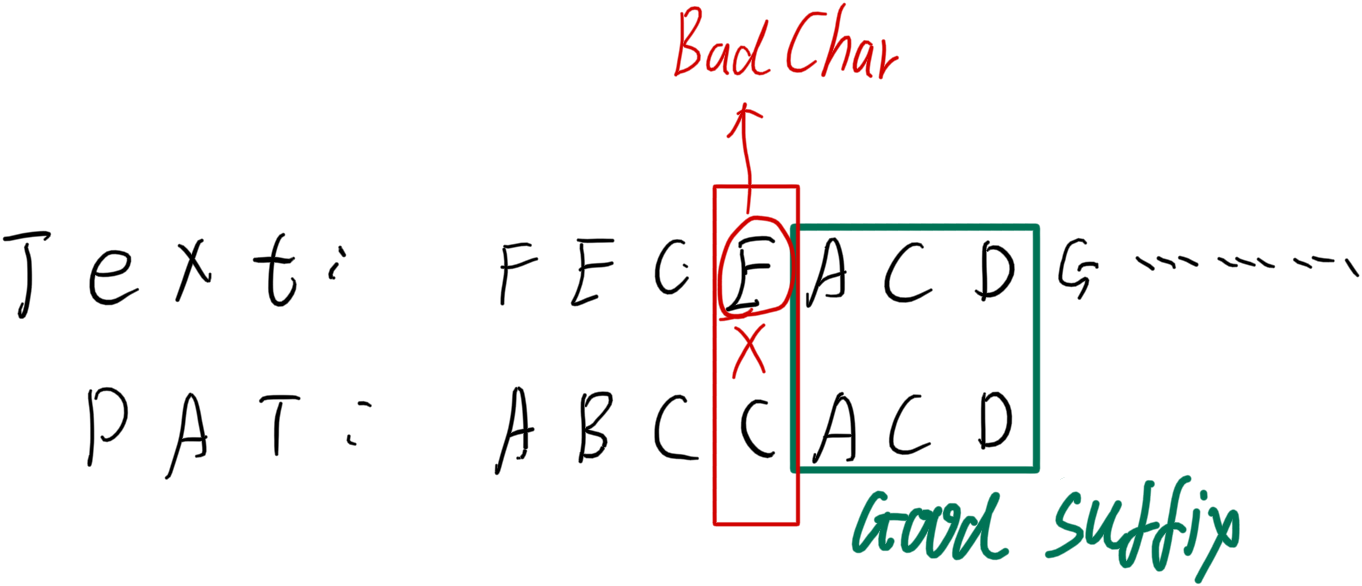 Bad Char
Text: F E C E A C D G ......
X
PAT: A B C C A C D
Good suffix